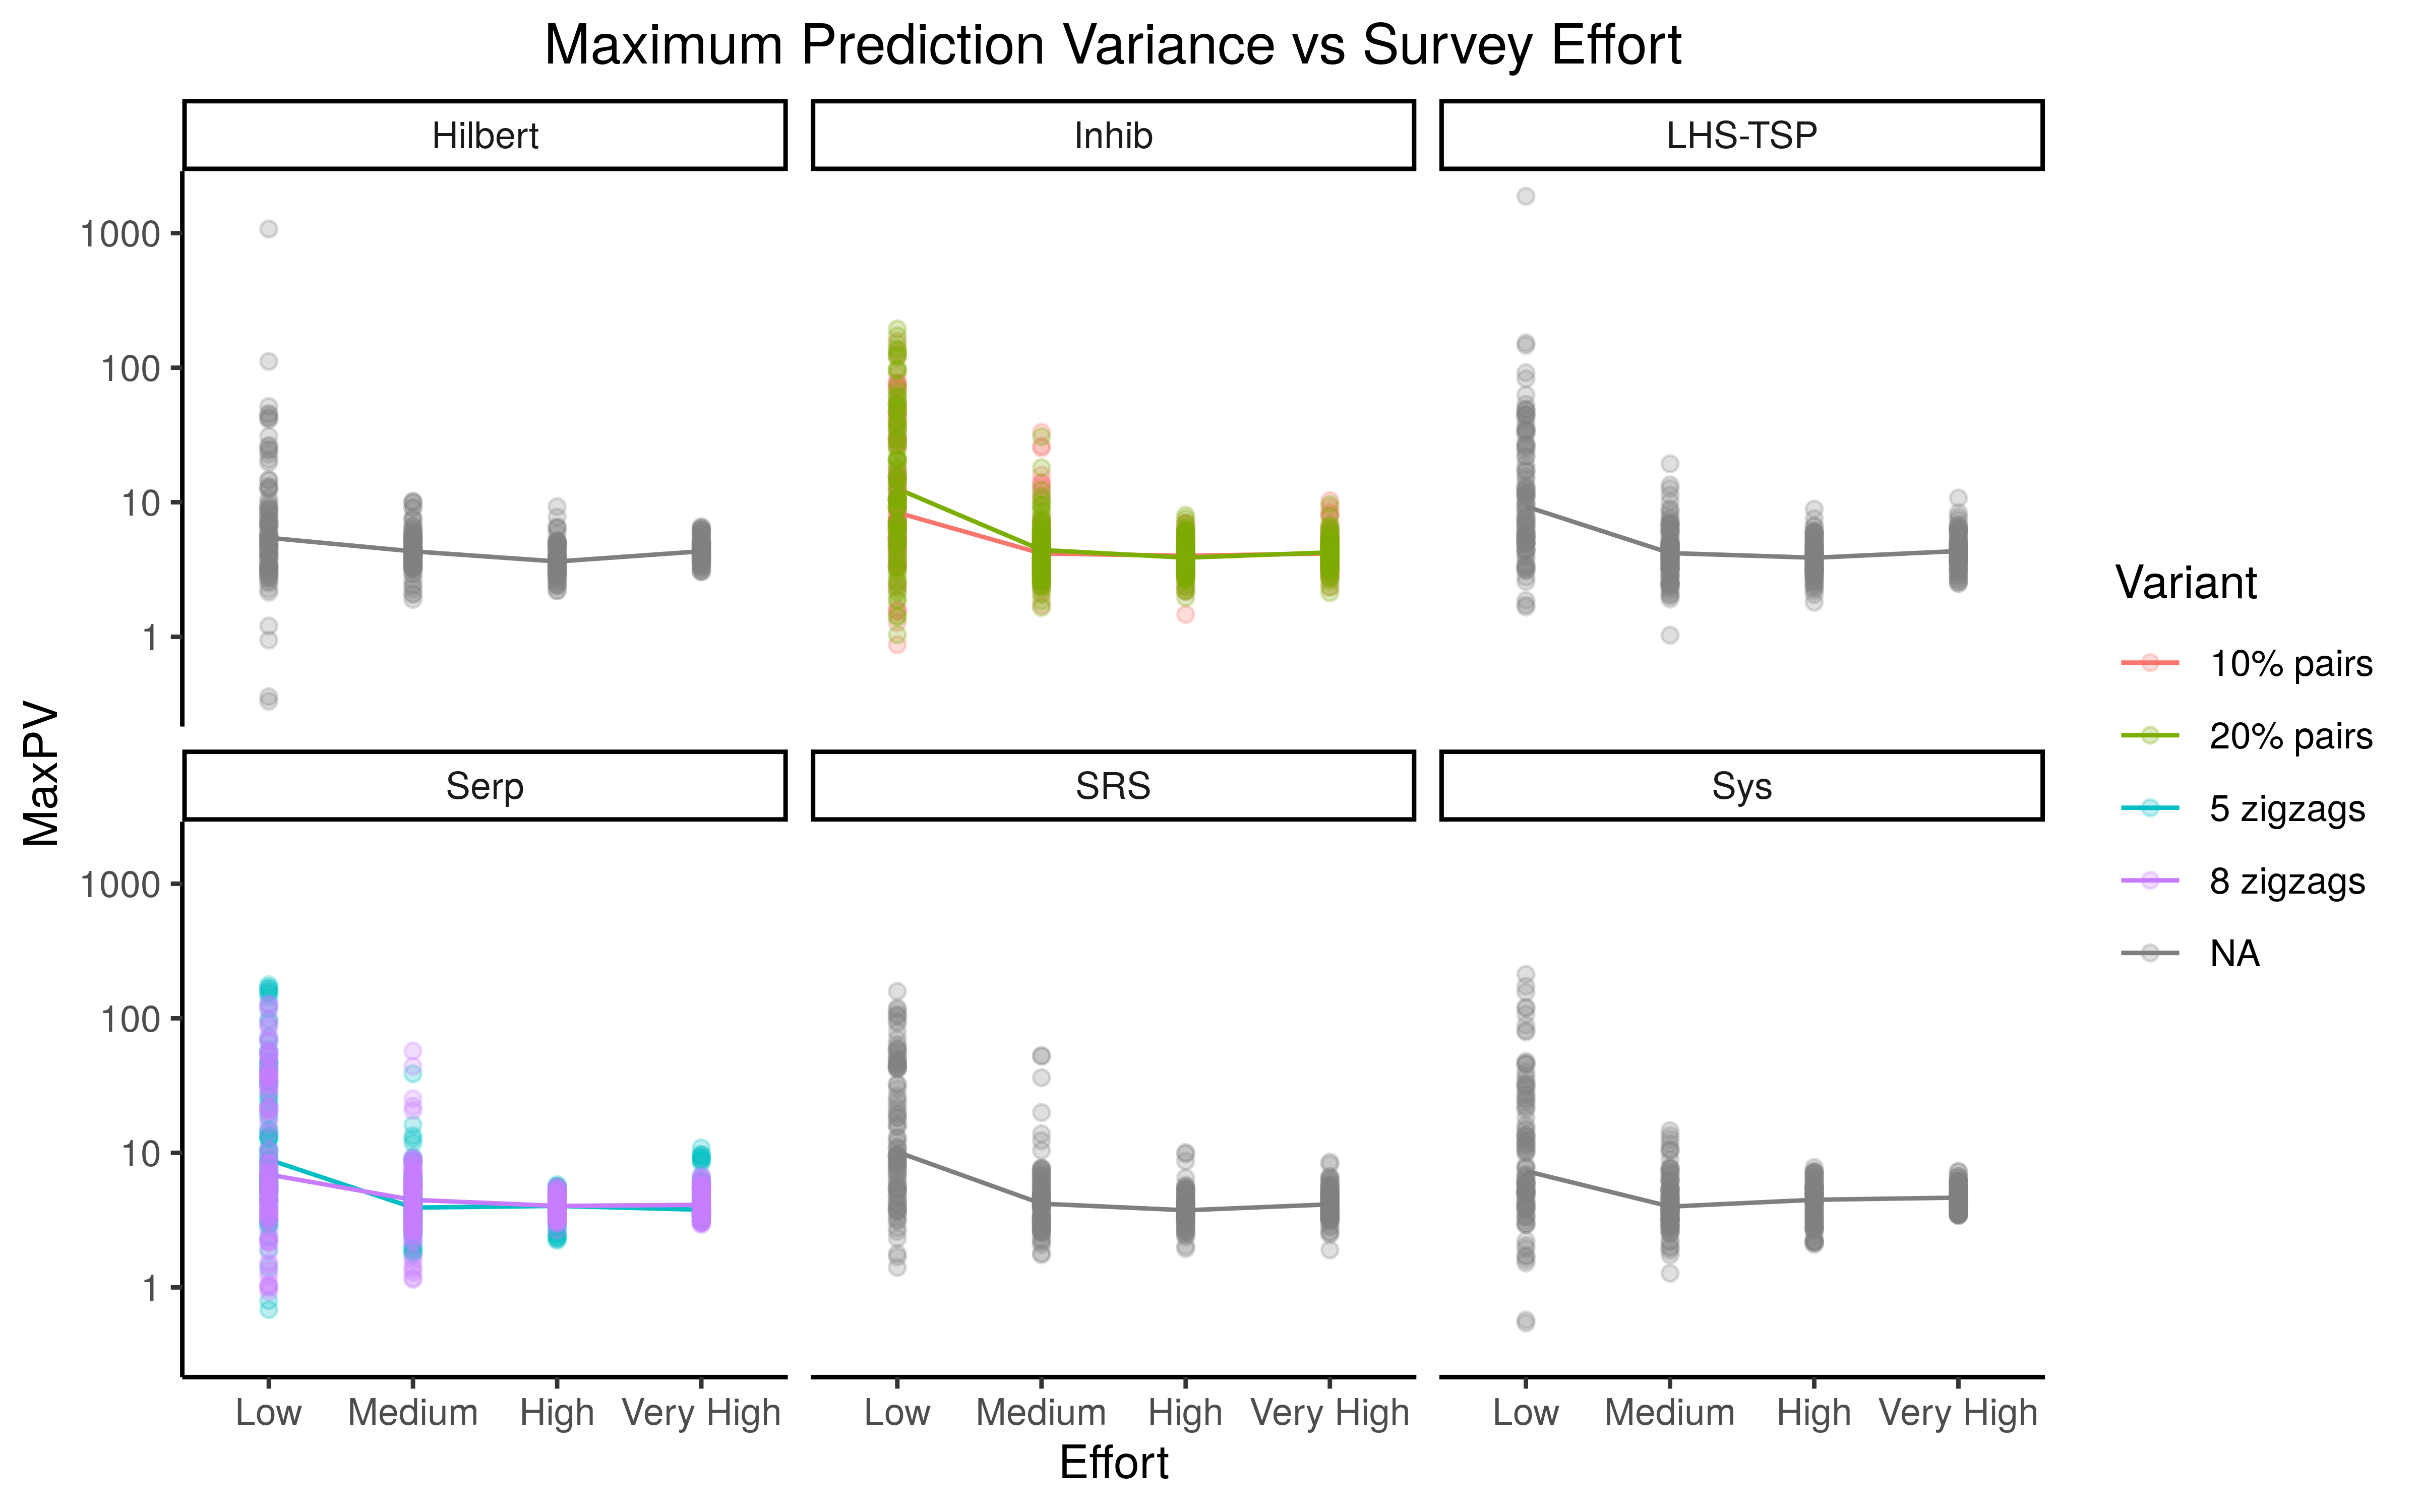 Maximum Prediction Variance vs Survey Effort
Hilbert
Inhib
LHS-TSP
1000
100
10
1
MaxPV
Serp
SRS
Sys
1000
100
10
1
Low Medium High Very High
Low Medium High Very High
Low Medium High Very High
Effort
Variant
10% pairs
20% pairs
5 zigzags
8 zigzags
NA